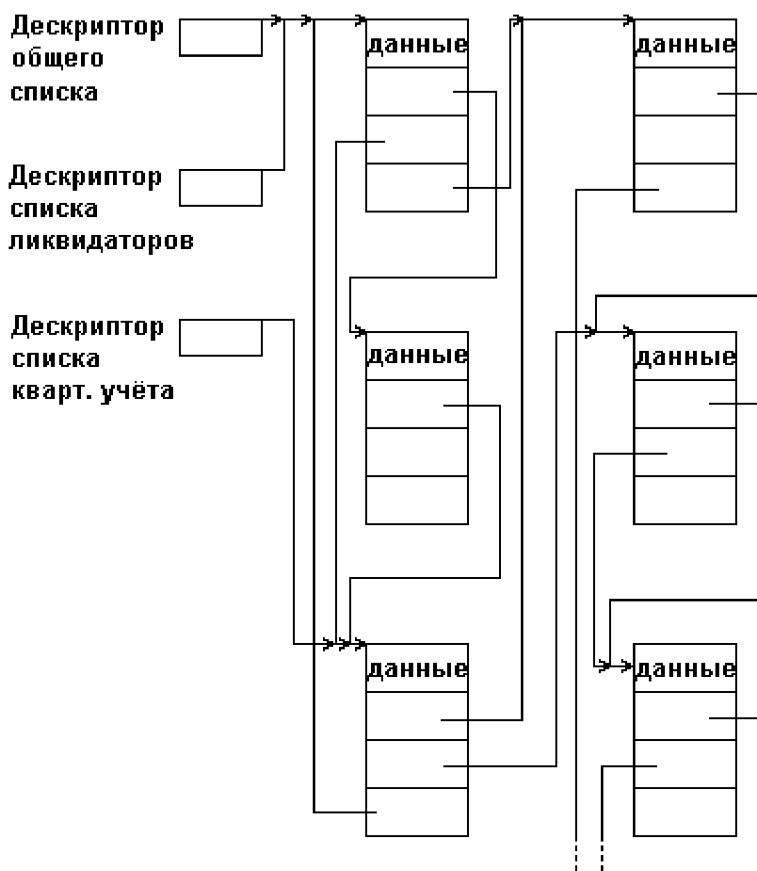 Дескриптор
общего
списка
Дескриптор
списка
ликвидаторов
Дескриптор
списка
кварт. учёта
данные
данные
данные
данные
данные
данные